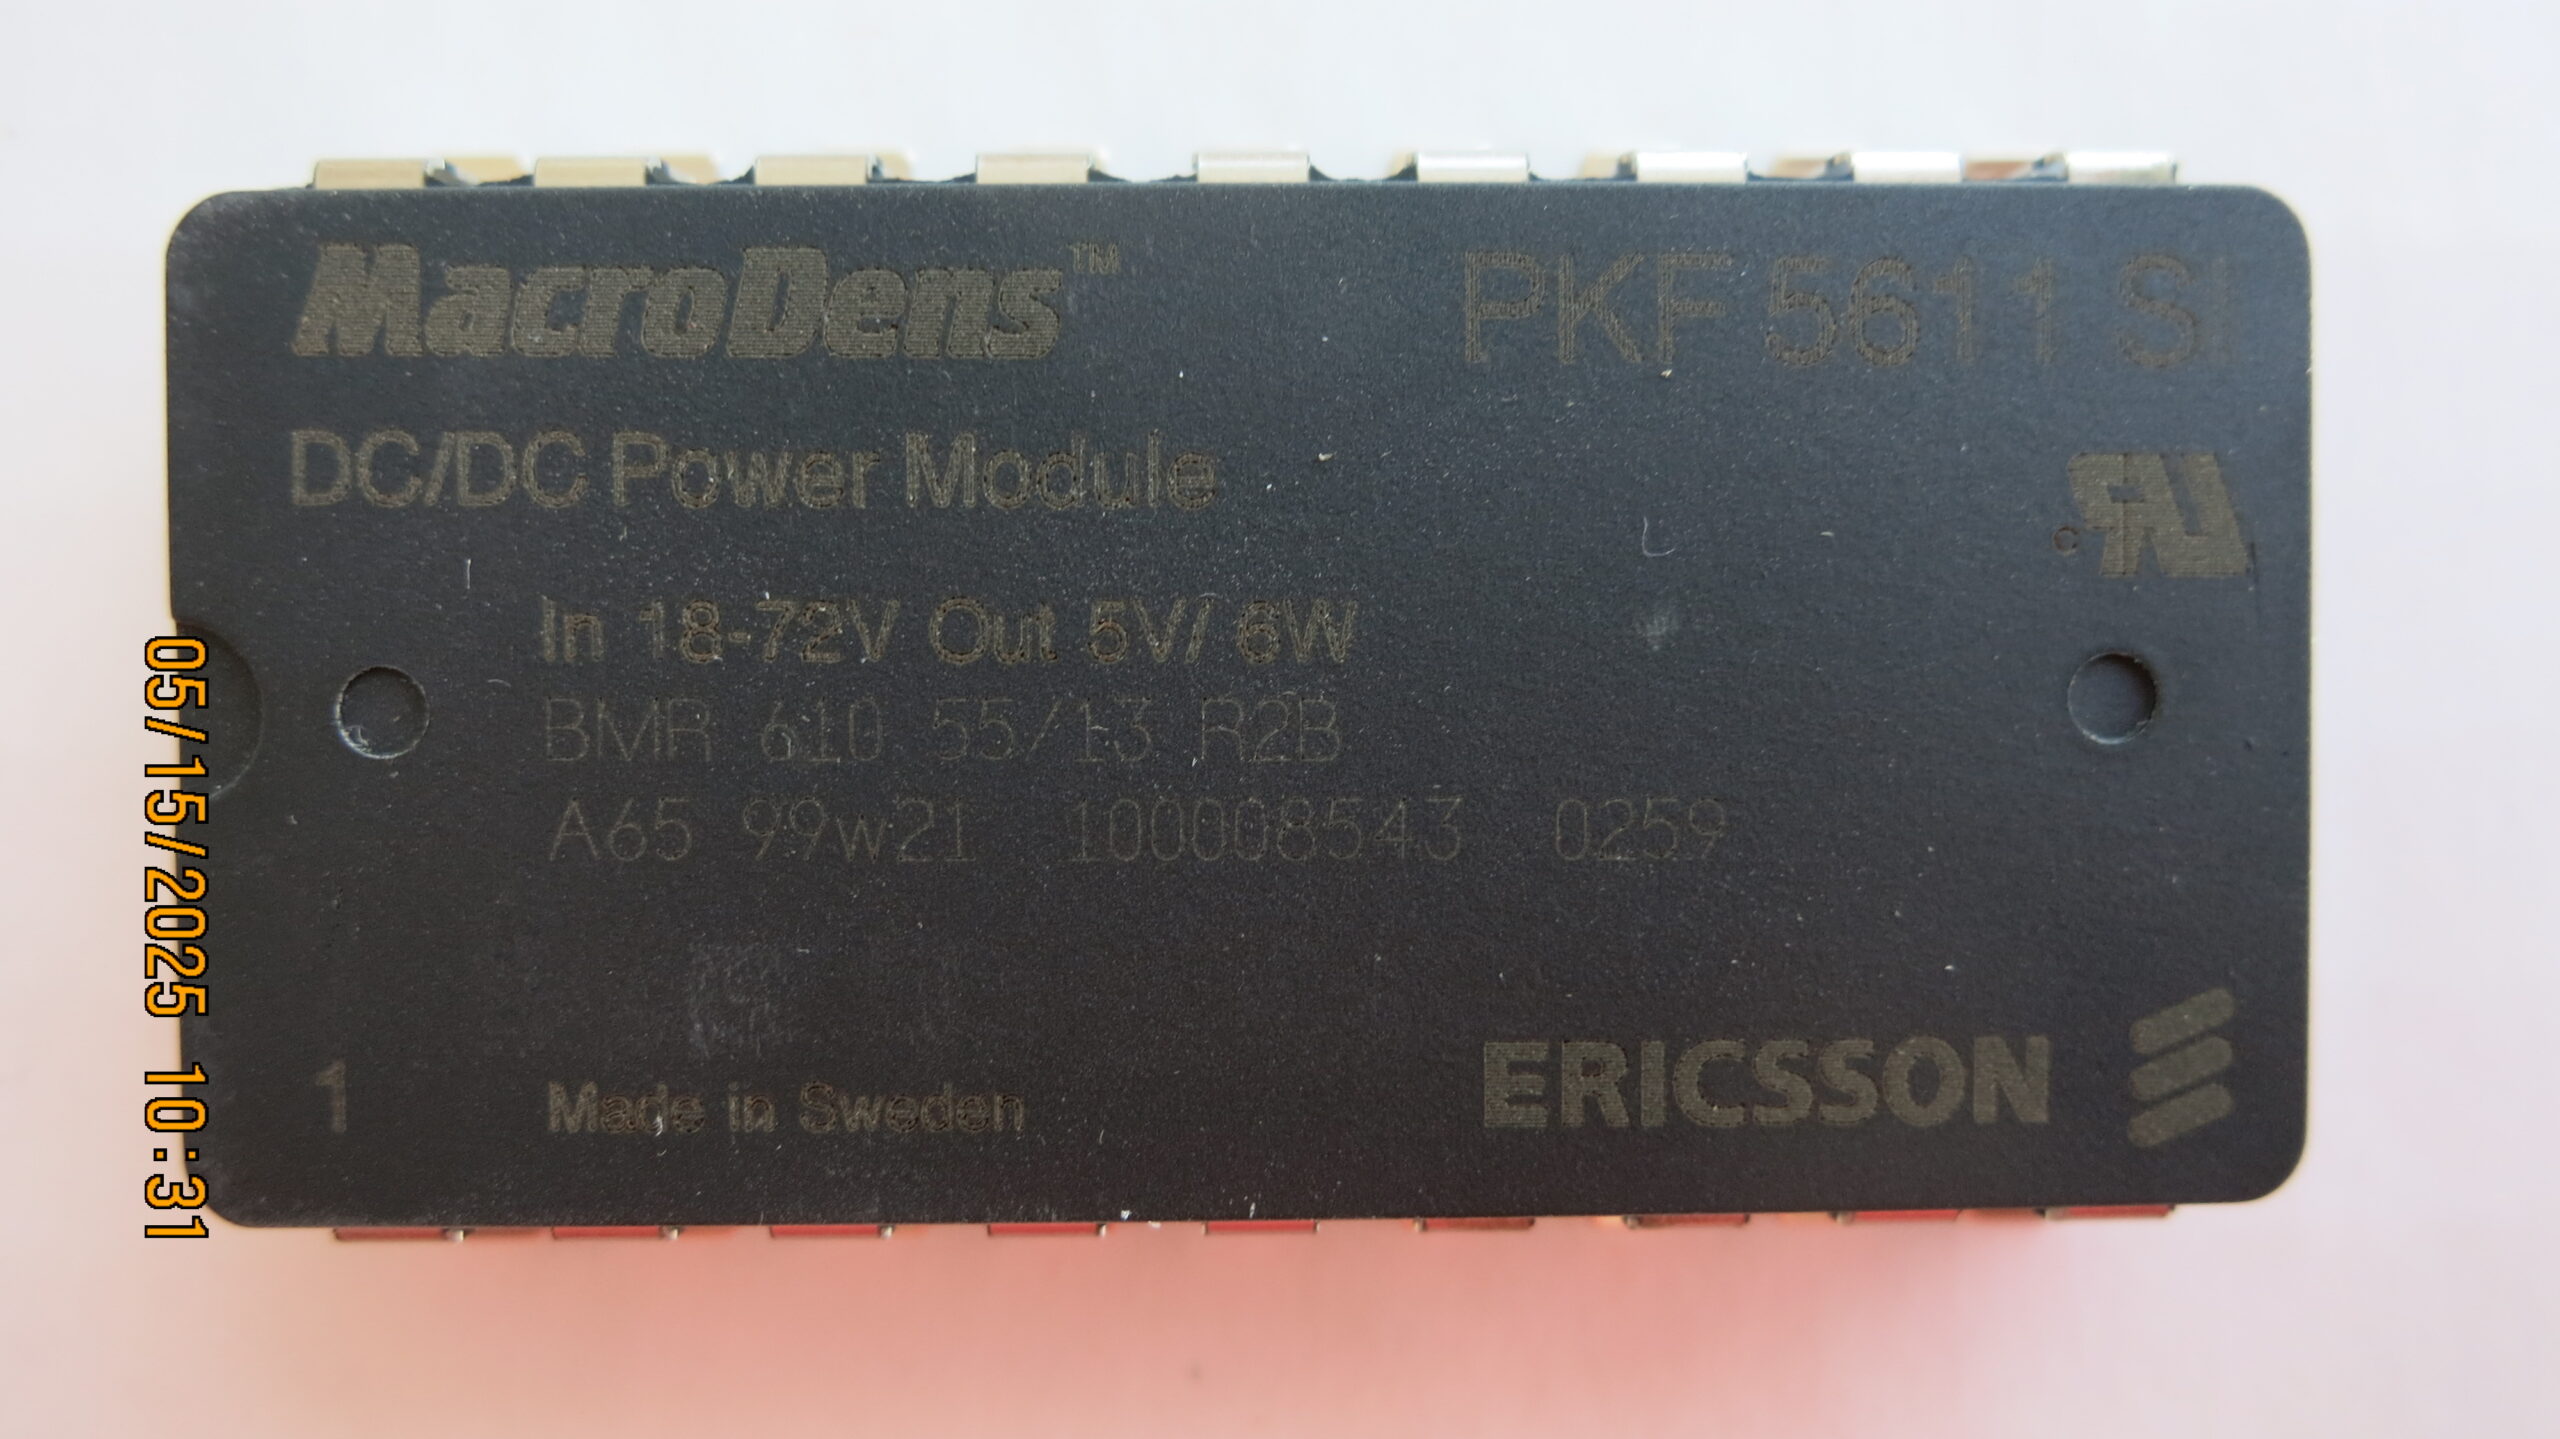 MacroDens™ PKF 5611 SI
DC/DC Power Module
In 18-72V Out 5V/ 6W
BMR 610 55/13 R2B
A65 99w21 100008543 0259
1 Made in Sweden ERICSSON
05/15/2025 10:31